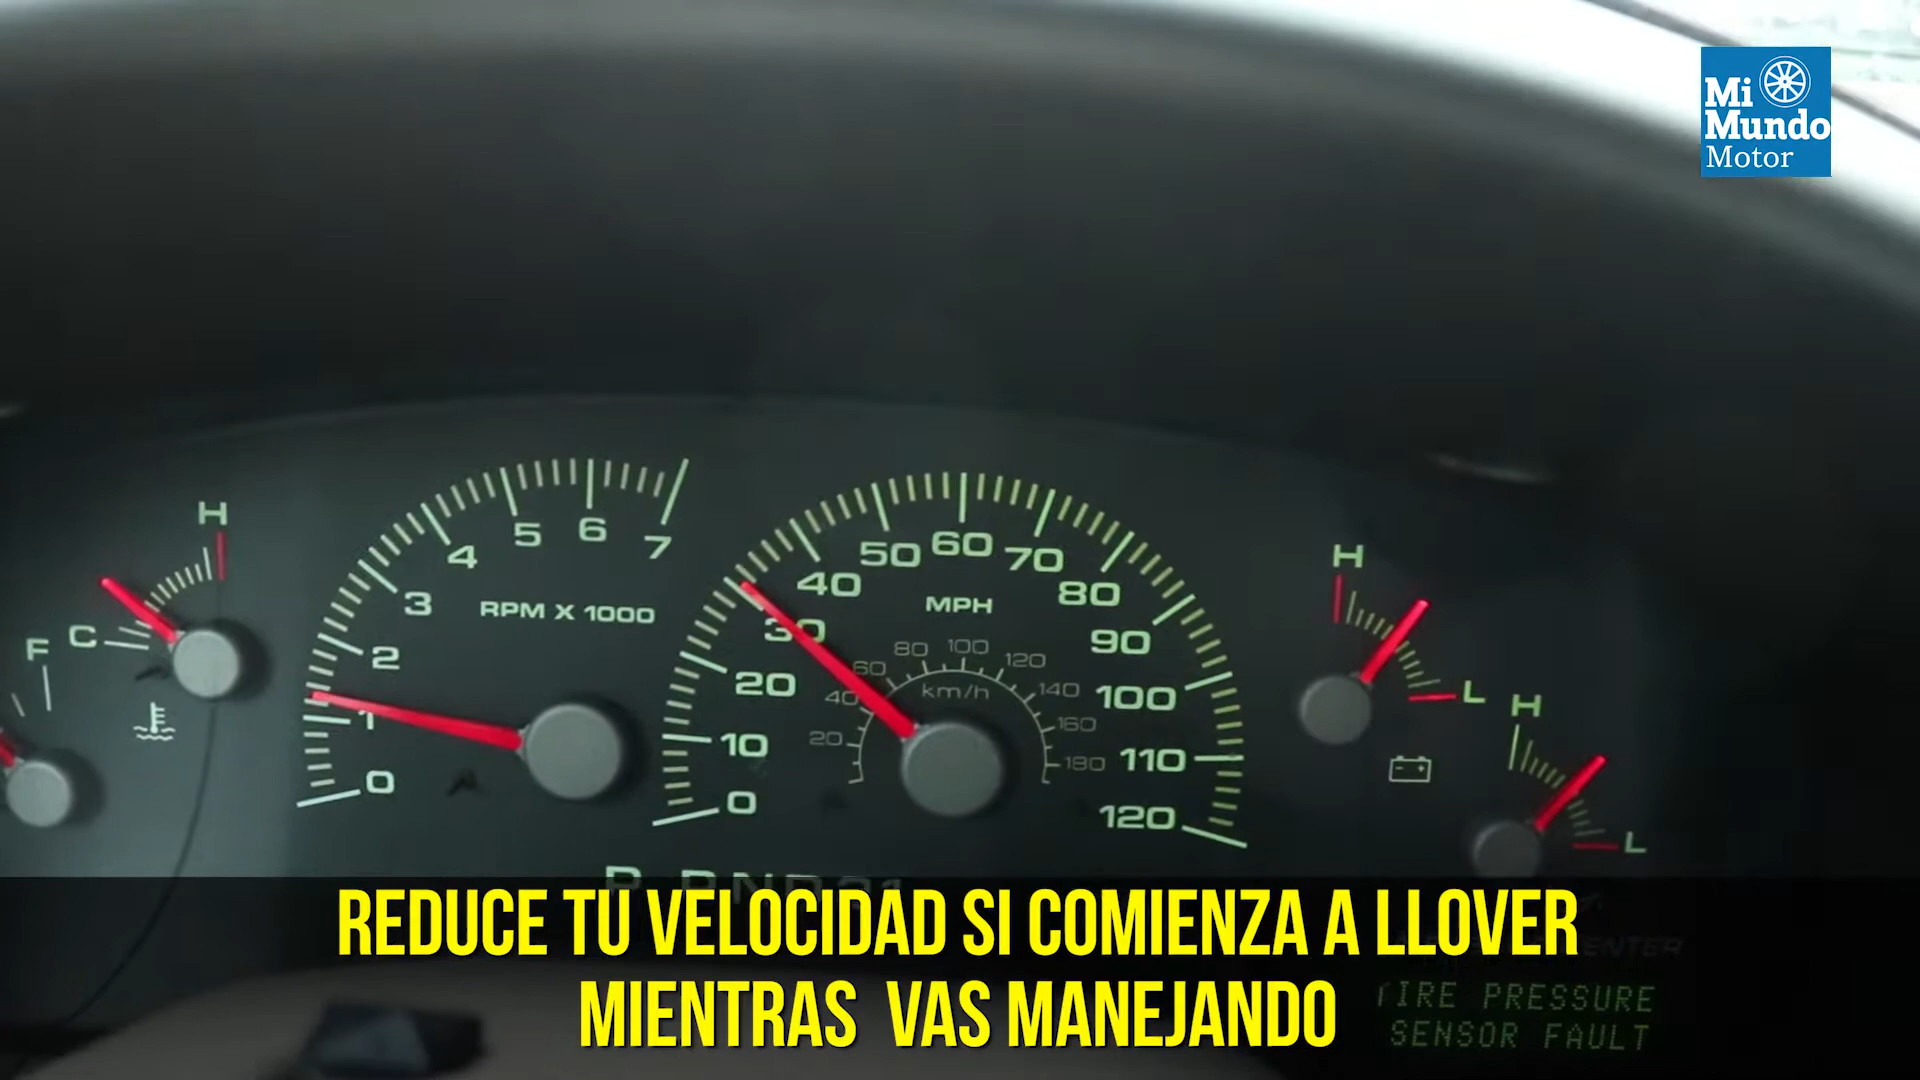 Mi
Mundo
Motor
H
C
F
0
1
2
3
4
5
6
7
RPM X 1000
0
10
20
30
40
50
60
70
80
90
100
110
120
MPH
20
40
60
80
100
120
140
160
180
km/h
H
L
H
L
REDUCE TU VELOCIDAD SI COMIENZA A LLOVER
MIENTRAS VAS MANEJANDO
TIRE PRESSURE
SENSOR FAULT